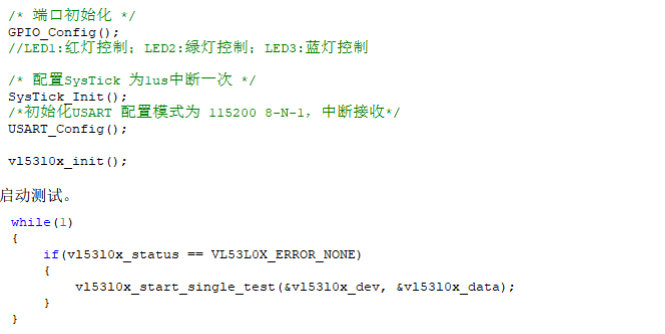 /* 端口初始化 */
GPIO_Config();
//LED1:红灯控制; LED2:绿灯控制; LED3:蓝灯控制
/* 配置SysTick 为1us中断一次 */
SysTick_Init();
/*初始化USART 配置模式为 115200 8-N-1, 中断接收*/
USART_Config();
vl53l0x_init();
启动测试。
while(1)
{
if(vl53l0x_status == VL53L0X_ERROR_NONE)
{
vl53l0x_start_single_test(&vl53l0x_dev, &vl53l0x_data);
}
}